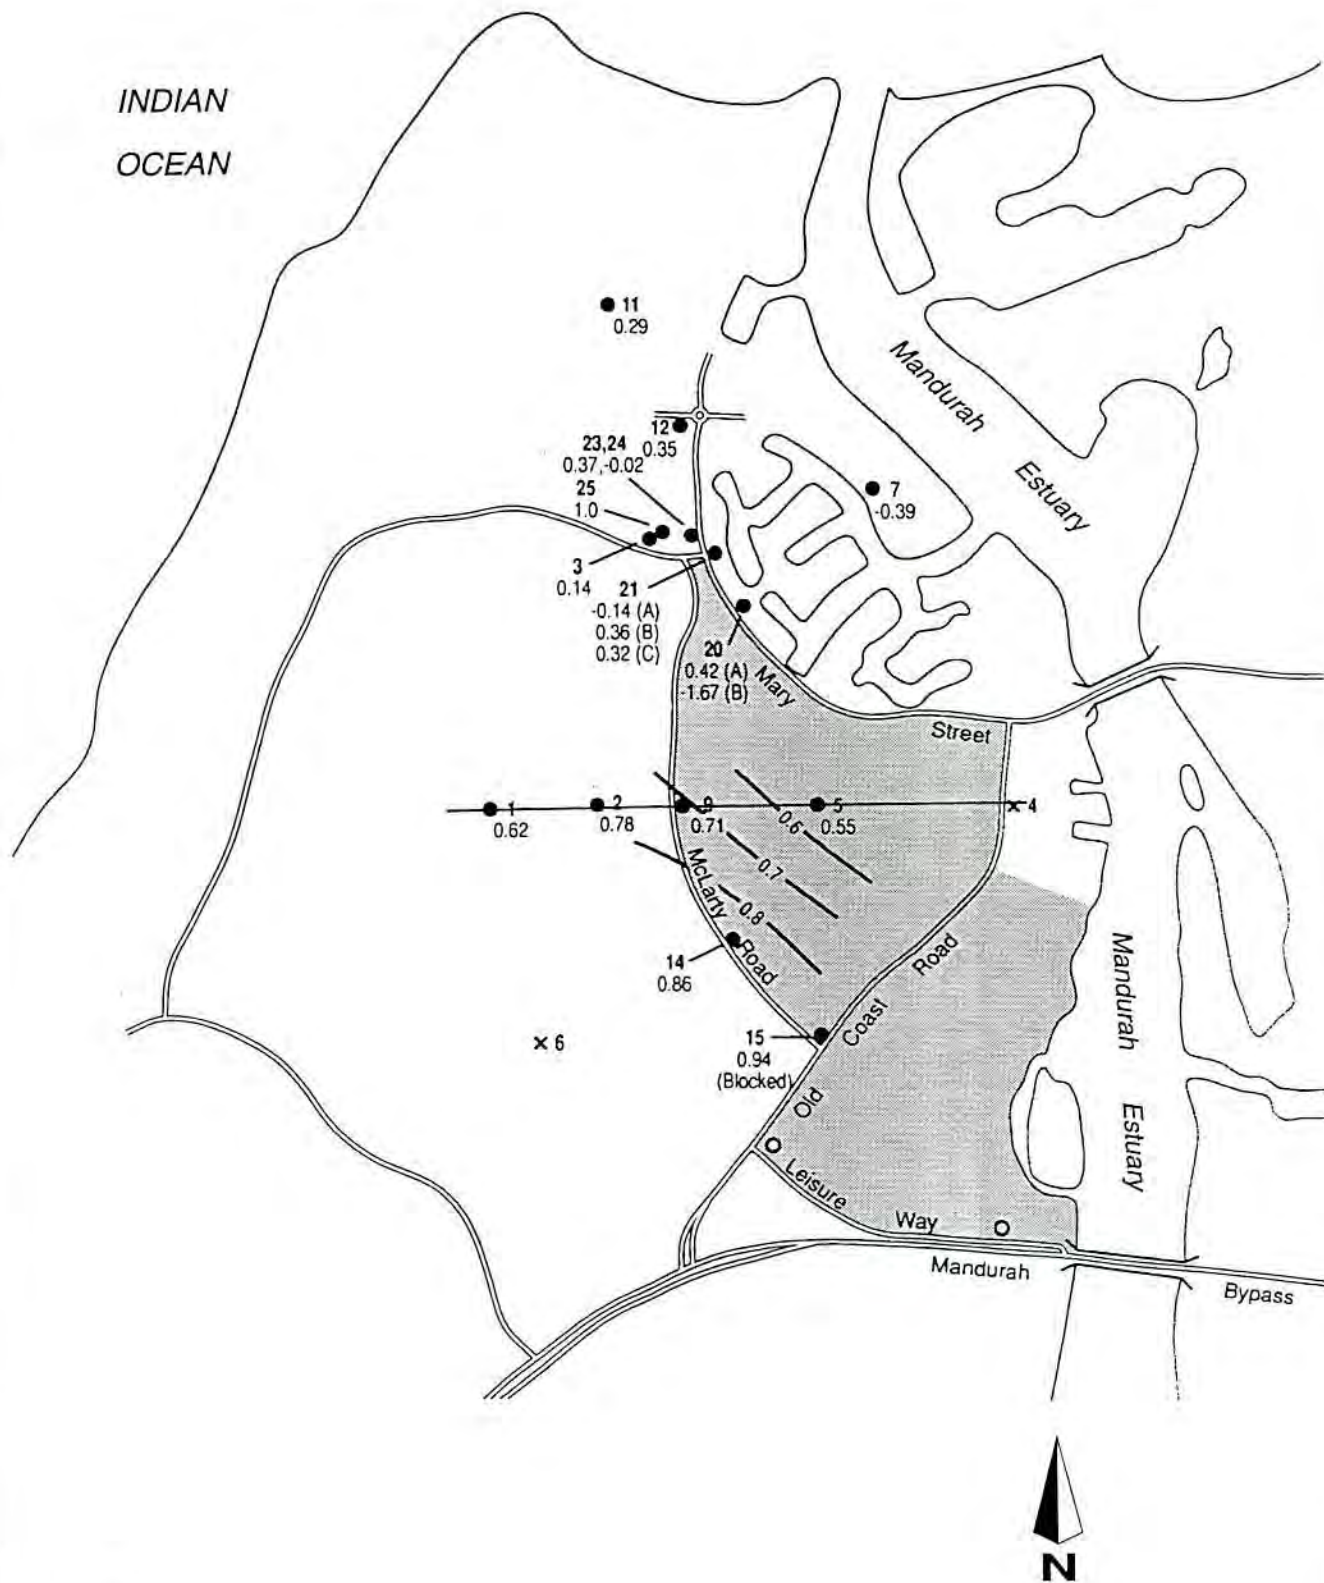 INDIAN
OCEAN
11
0.29
Mandurah
Estuary
12
0.35
23,24
0.37,-0.02
7
-0.39
25
1.0
3
0.14
21
-0.14 (A)
0.36 (B)
0.32 (C)
20
0.42 (A)
-1.67 (B)
Mary
Street
1
0.62
2
0.78
9
0.71
5
0.55
4
0.6
0.7
0.8
McLarty
Road
14
0.86
15
0.94
(Blocked)
6
Old
Coast
Road
Mandurah
Estuary
Leisure
Way
Mandurah
Bypass
N